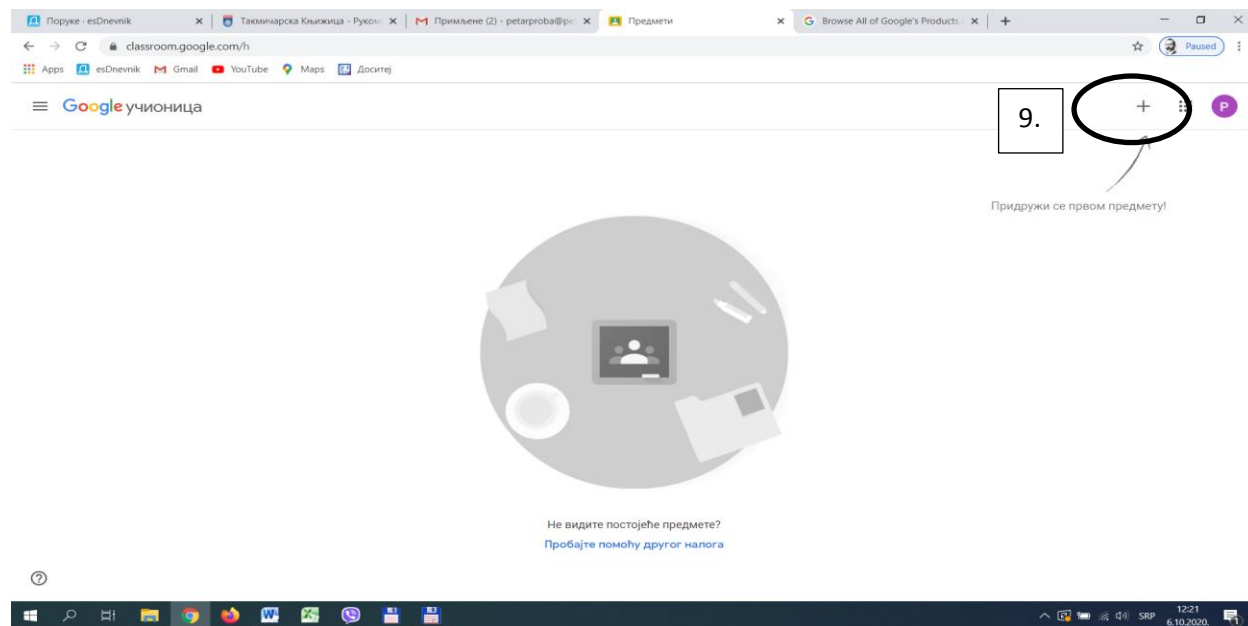 Поруке - esDnevnik
Такмичарска Књижица - Руком
Примљене (2) - petarproba@pe
Предмети
Browse All of Google's Products
classroom.google.com/h
Paused
Apps esDnevnik Gmail YouTube Maps Доситеј
Google учионица
9.
P
Придружи се првом предмету!
Не видите постојеће предмете?
Пробајте помоћу другог налога
SRP
12:21
6.10.2020.